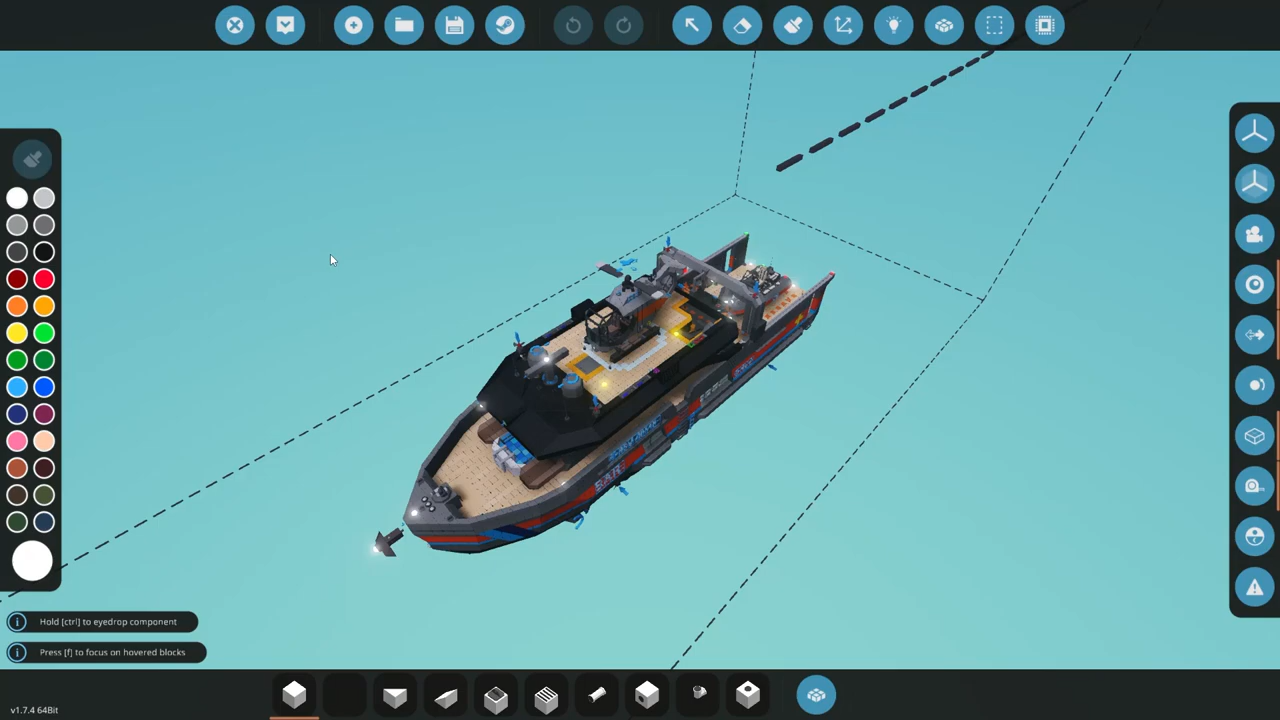 Hold [ctrl] to eyedrop component
Press [f] to focus on hovered blocks
v1.7.4 64Bit